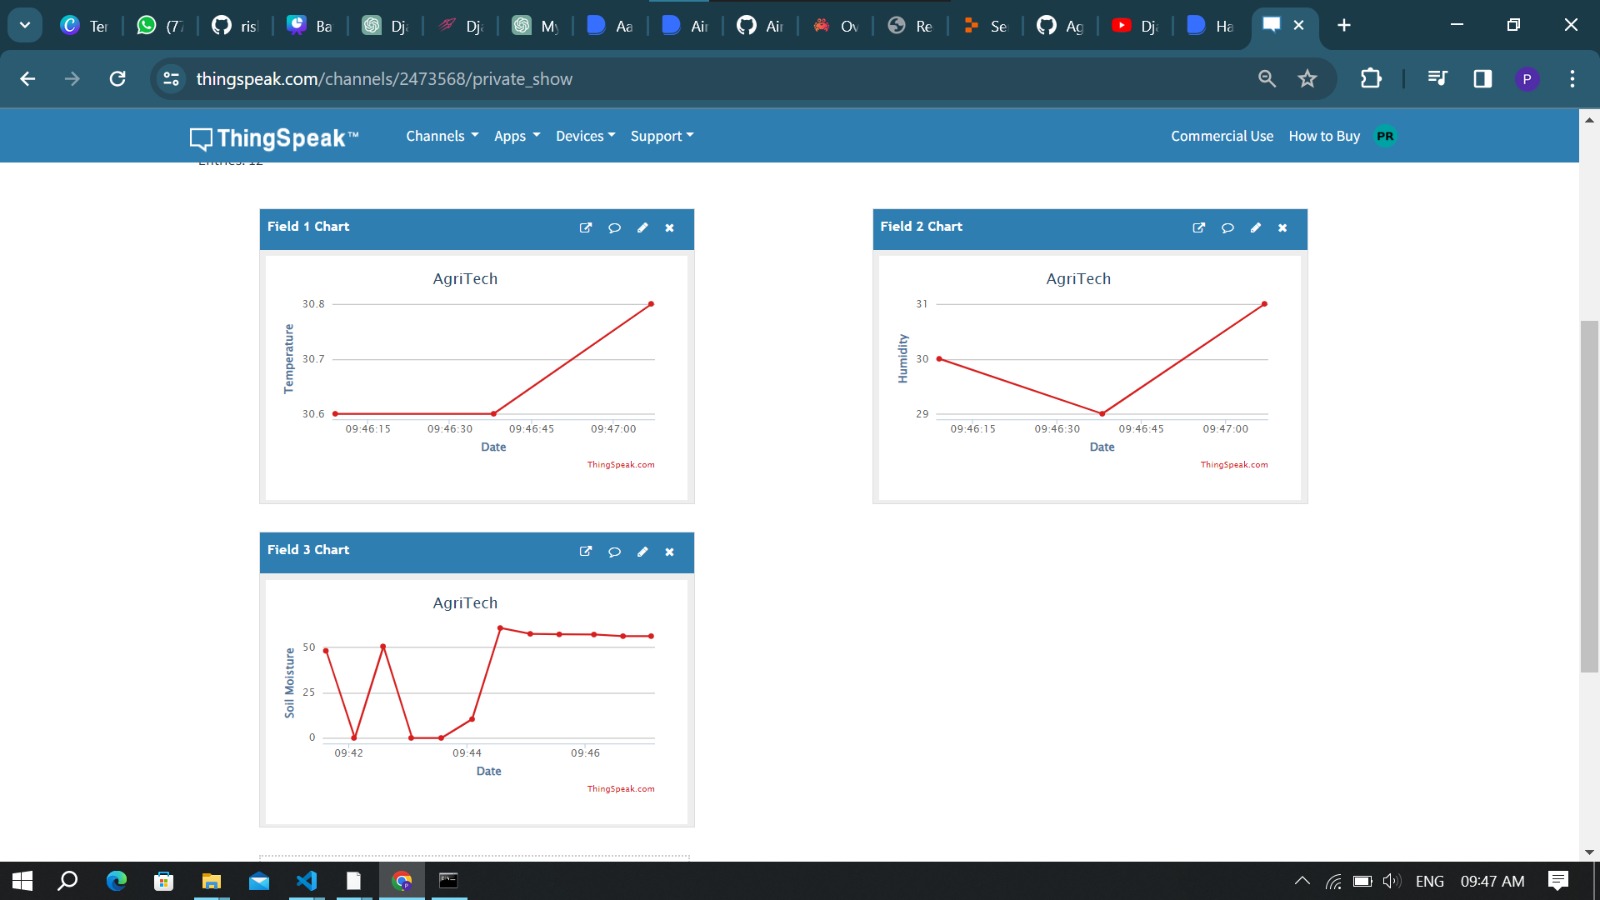 Ter
(7
ris
Ba
Dj
Dj
My
Aa
Air
Air
Ov
Re
Se
Ag
Dj
Ha
thingspeak.com/channels/2473568/private_show
P
ThingSpeak™
Channels
Apps
Devices
Support
Commercial Use
How to Buy
PR
Entries: 12
Field 1 Chart
AgriTech
30.8
30.7
30.6
Temperature
09:46:15
09:46:30
09:46:45
09:47:00
Date
ThingSpeak.com
Field 2 Chart
AgriTech
31
30
29
Humidity
09:46:15
09:46:30
09:46:45
09:47:00
Date
ThingSpeak.com
Field 3 Chart
AgriTech
50
25
0
Soil Moisture
09:42
09:44
09:46
Date
ThingSpeak.com
ENG
09:47 AM